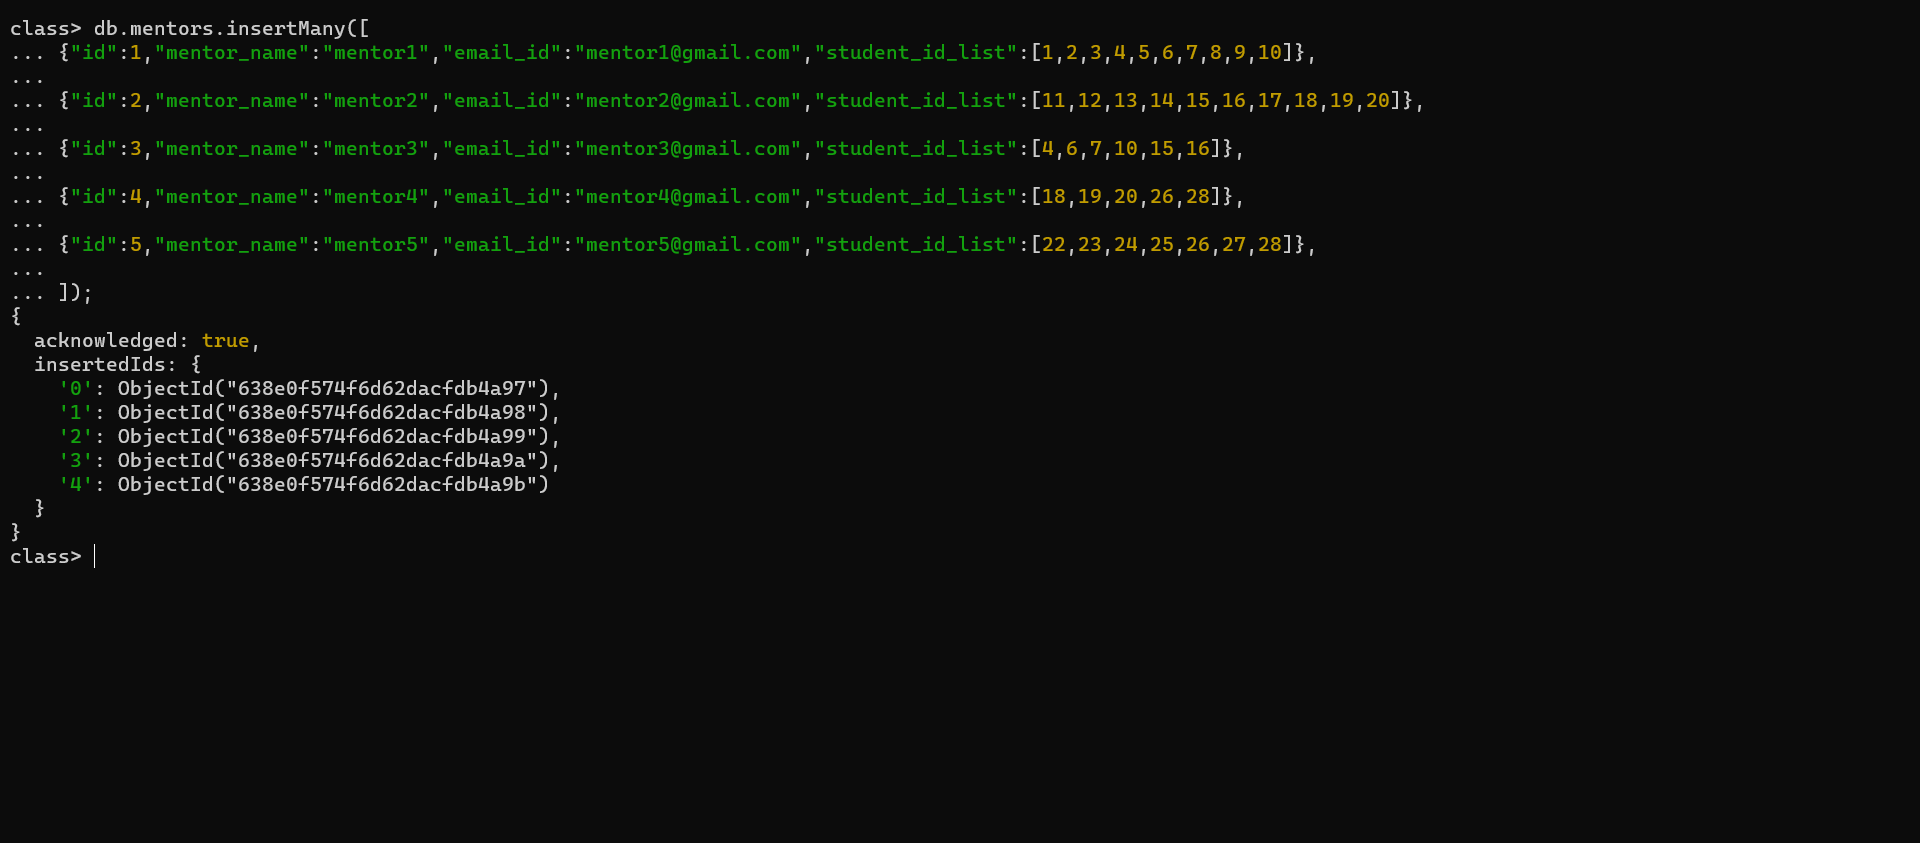 class> db.mentors.insertMany([
... {"id":1,"mentor_name":"mentor1","email_id":"mentor1@gmail.com","student_id_list":[1,2,3,4,5,6,7,8,9,10]},
...
... {"id":2,"mentor_name":"mentor2","email_id":"mentor2@gmail.com","student_id_list":[11,12,13,14,15,16,17,18,19,20]},
...
... {"id":3,"mentor_name":"mentor3","email_id":"mentor3@gmail.com","student_id_list":[4,6,7,10,15,16]},
...
... {"id":4,"mentor_name":"mentor4","email_id":"mentor4@gmail.com","student_id_list":[18,19,20,26,28]},
...
... {"id":5,"mentor_name":"mentor5","email_id":"mentor5@gmail.com","student_id_list":[22,23,24,25,26,27,28]},
...
... ]);
{
  acknowledged: true,
  insertedIds: {
    '0': ObjectId("638e0f574f6d62dacfdb4a97"),
    '1': ObjectId("638e0f574f6d62dacfdb4a98"),
    '2': ObjectId("638e0f574f6d62dacfdb4a99"),
    '3': ObjectId("638e0f574f6d62dacfdb4a9a"),
    '4': ObjectId("638e0f574f6d62dacfdb4a9b")
  }
}
class>